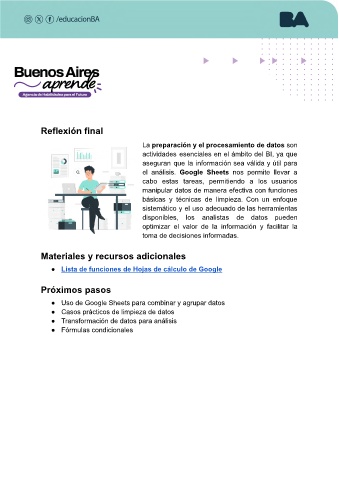 /educacionBA
BA
Buenos Aires
aprende
Agencia de Habilidades para el Futuro
Reflexión final
La preparación y el procesamiento de datos son
actividades esenciales en el ámbito del BI, ya que
aseguran que la información sea válida y útil para
el análisis. Google Sheets nos permite llevar a
cabo estas tareas, permitiendo a los usuarios
manipular datos de manera efectiva con funciones
básicas y técnicas de limpieza. Con un enfoque
sistemático y el uso adecuado de las herramientas
disponibles, los analistas de datos pueden
optimizar el valor de la información y facilitar la
toma de decisiones informadas.
Materiales y recursos adicionales
● Lista de funciones de Hojas de cálculo de Google
Próximos pasos
● Uso de Google Sheets para combinar y agrupar datos
● Casos prácticos de limpieza de datos
● Transformación de datos para análisis
● Fórmulas condicionales